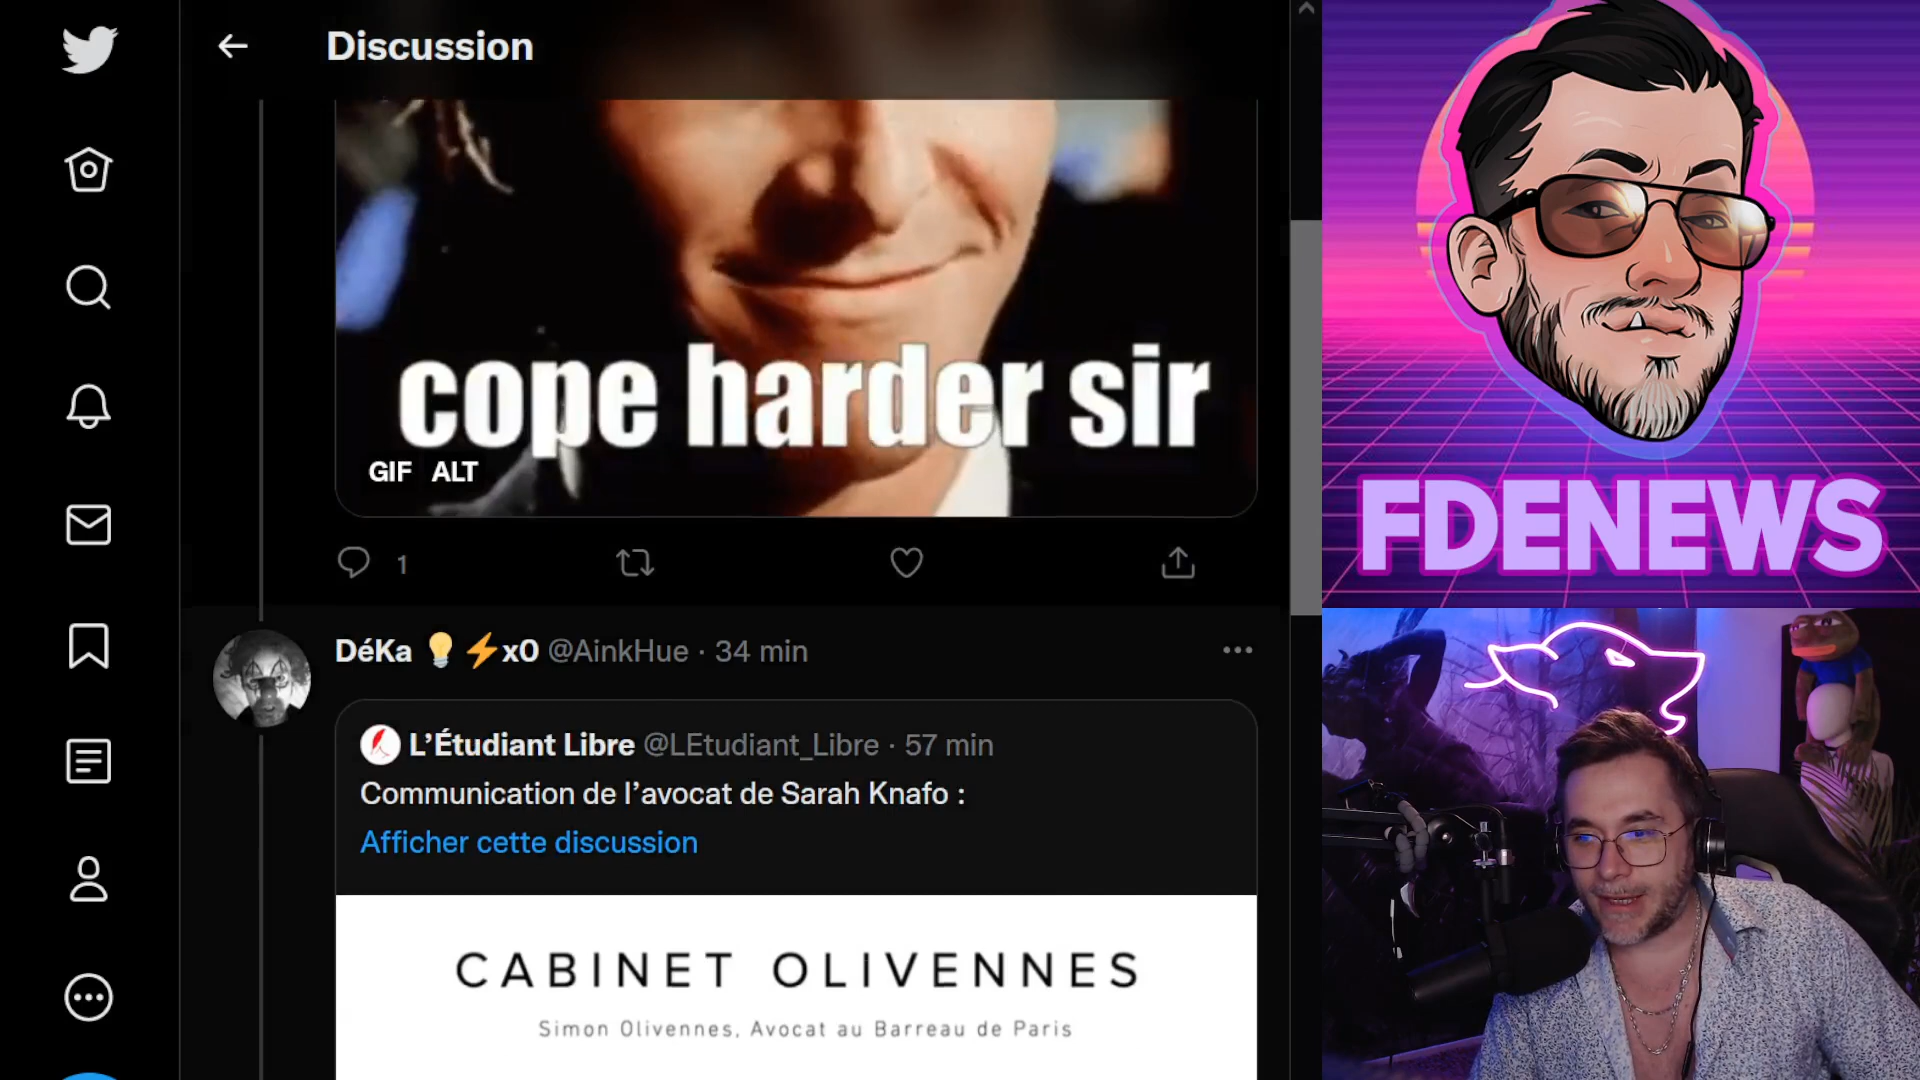 Discussion
cope harder sir
GIF ALT
1
DéKa 💡⚡x0 @AinkHue · 34 min
L'Étudiant Libre @LEtudiant_Libre · 57 min
Communication de l'avocat de Sarah Knafo :
Afficher cette discussion
CABINET OLIVENNES
Simon Olivennes, Avocat au Barreau de Paris
FDENEWS